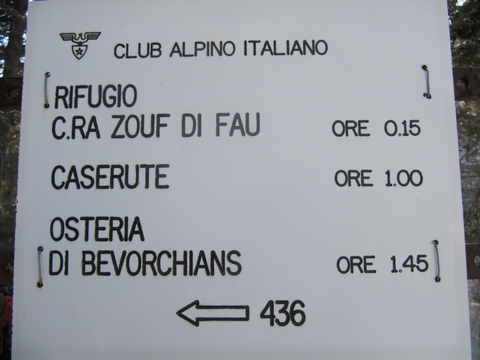 CLUB ALPINO ITALIANO
RIFUGIO
C.RA ZOUF DI FAU ORE 0.15
CASERUTE ORE 1.00
OSTERIA
DI BEVORCHIANS ORE 1.45
436